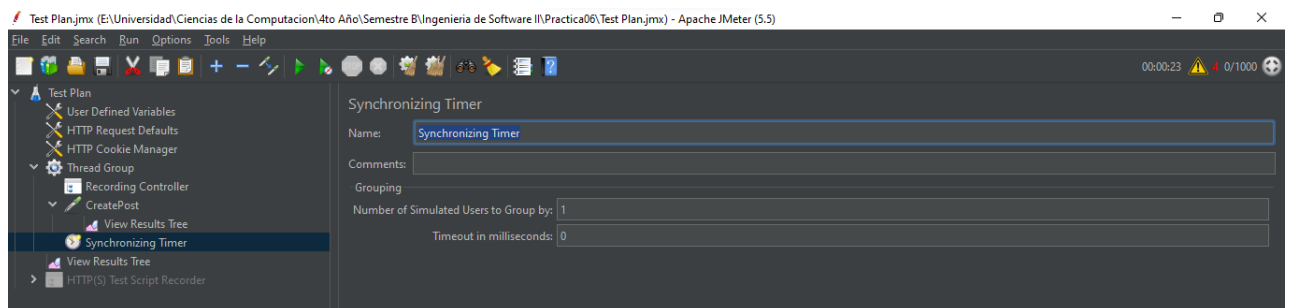 Test Plan.jmx (E:\Universidad\Ciencias de la Computacion\4to Año\Semestre B\Ingenieria de Software II\Practica06\Test Plan.jmx) - Apache JMeter (5.5)
File Edit Search Run Options Tools Help
00:00:23 4 0/1000
Test Plan
User Defined Variables
HTTP Request Defaults
HTTP Cookie Manager
Thread Group
Recording Controller
CreatePost
View Results Tree
Synchronizing Timer
View Results Tree
HTTP(S) Test Script Recorder
Synchronizing Timer
Name: Synchronizing Timer
Comments:
Grouping
Number of Simulated Users to Group by: 1
Timeout in milliseconds: 0